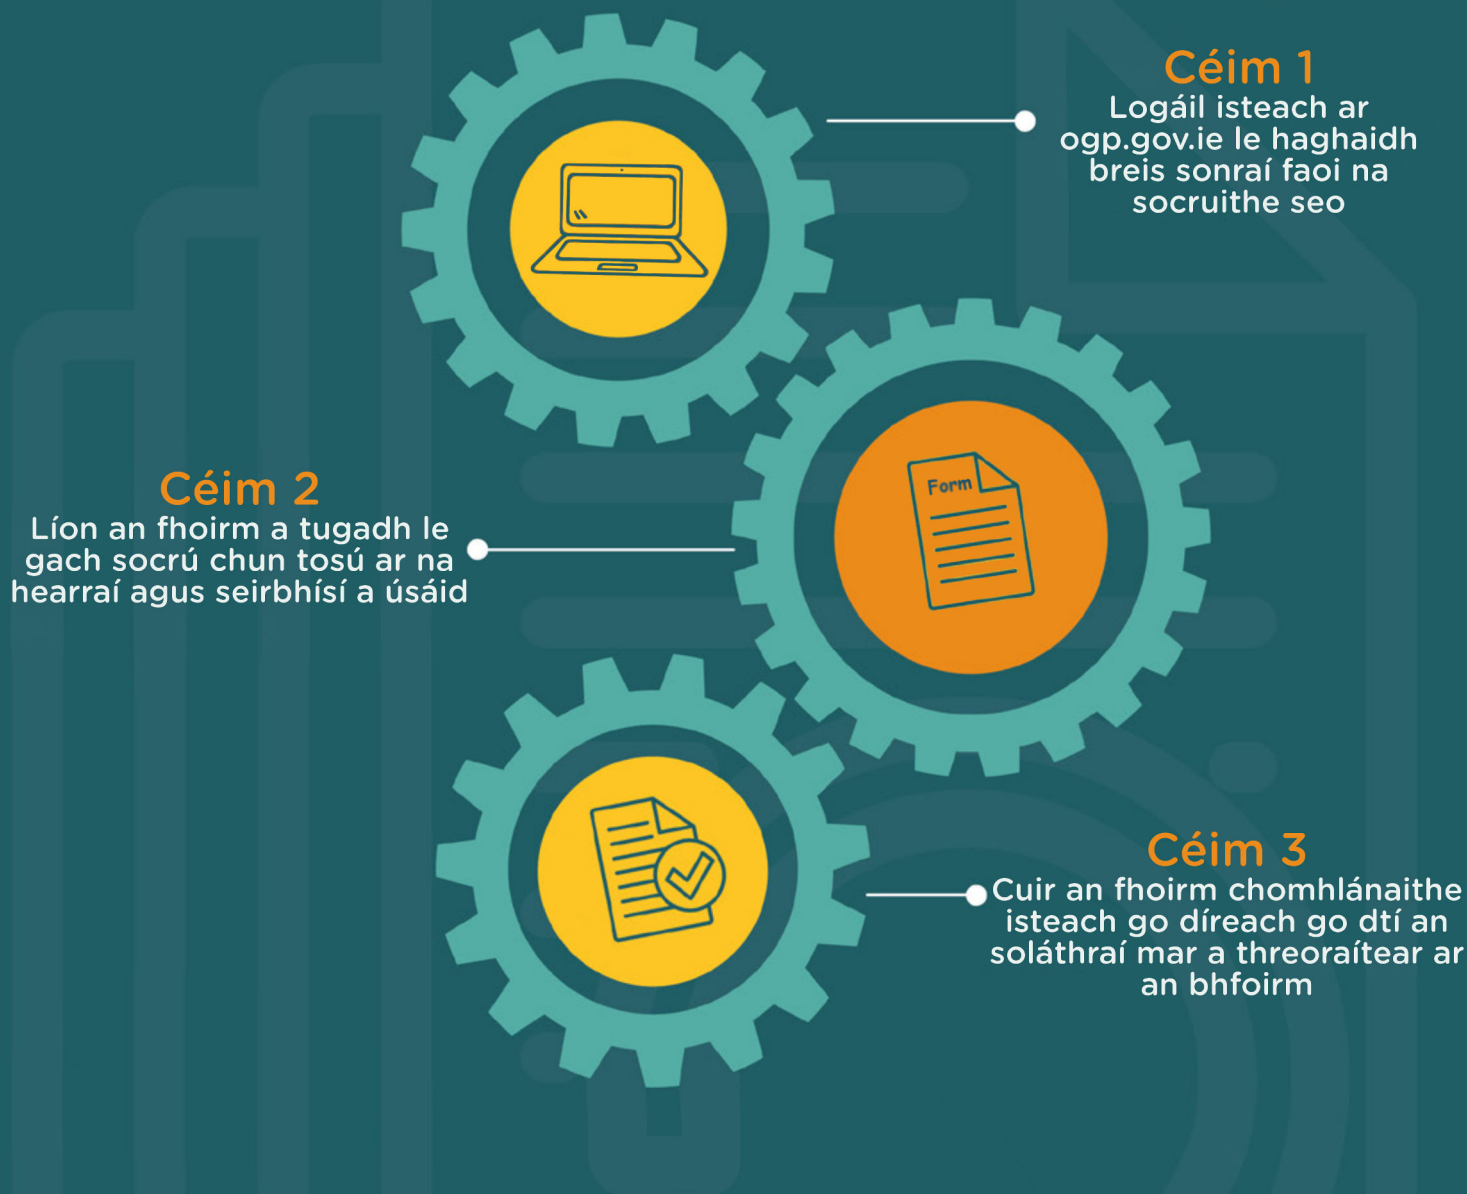 Céim 1
Logáil isteach ar
ogp.gov.ie le haghaidh
breis sonraí faoi na
socruithe seo
Céim 2
Líon an fhoirm a tugadh le
gach socrú chun tosú ar na
hearraí agus seirbhísí a úsáid
Form
Céim 3
Cuir an fhoirm chomhlánaithe
isteach go díreach go dtí an
soláthraí mar a threoraítear ar
an bhfoirm